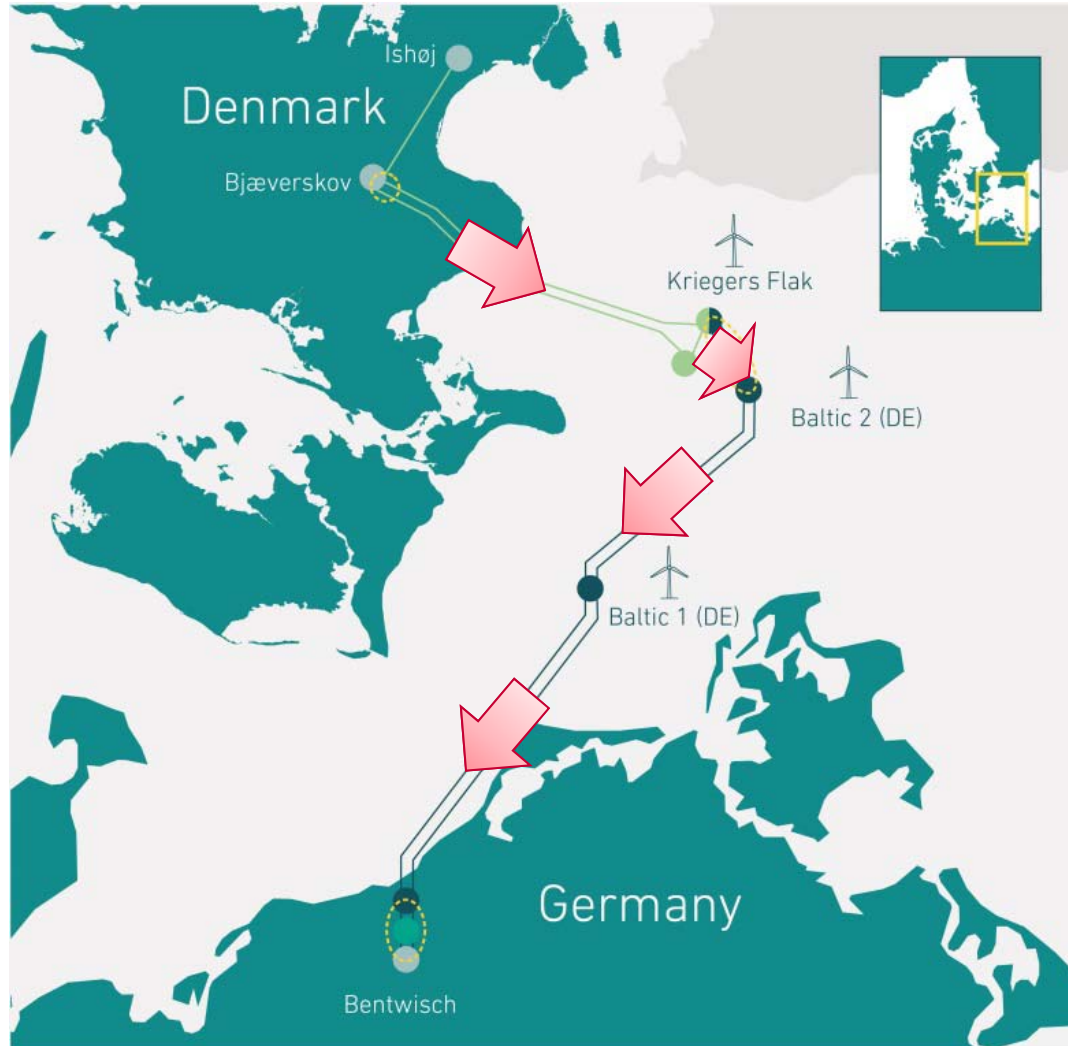 Ishøj
Denmark
Bjæverskov
Kriegers Flak
Baltic 2 (DE)
Baltic 1 (DE)
Germany
Bentwisch